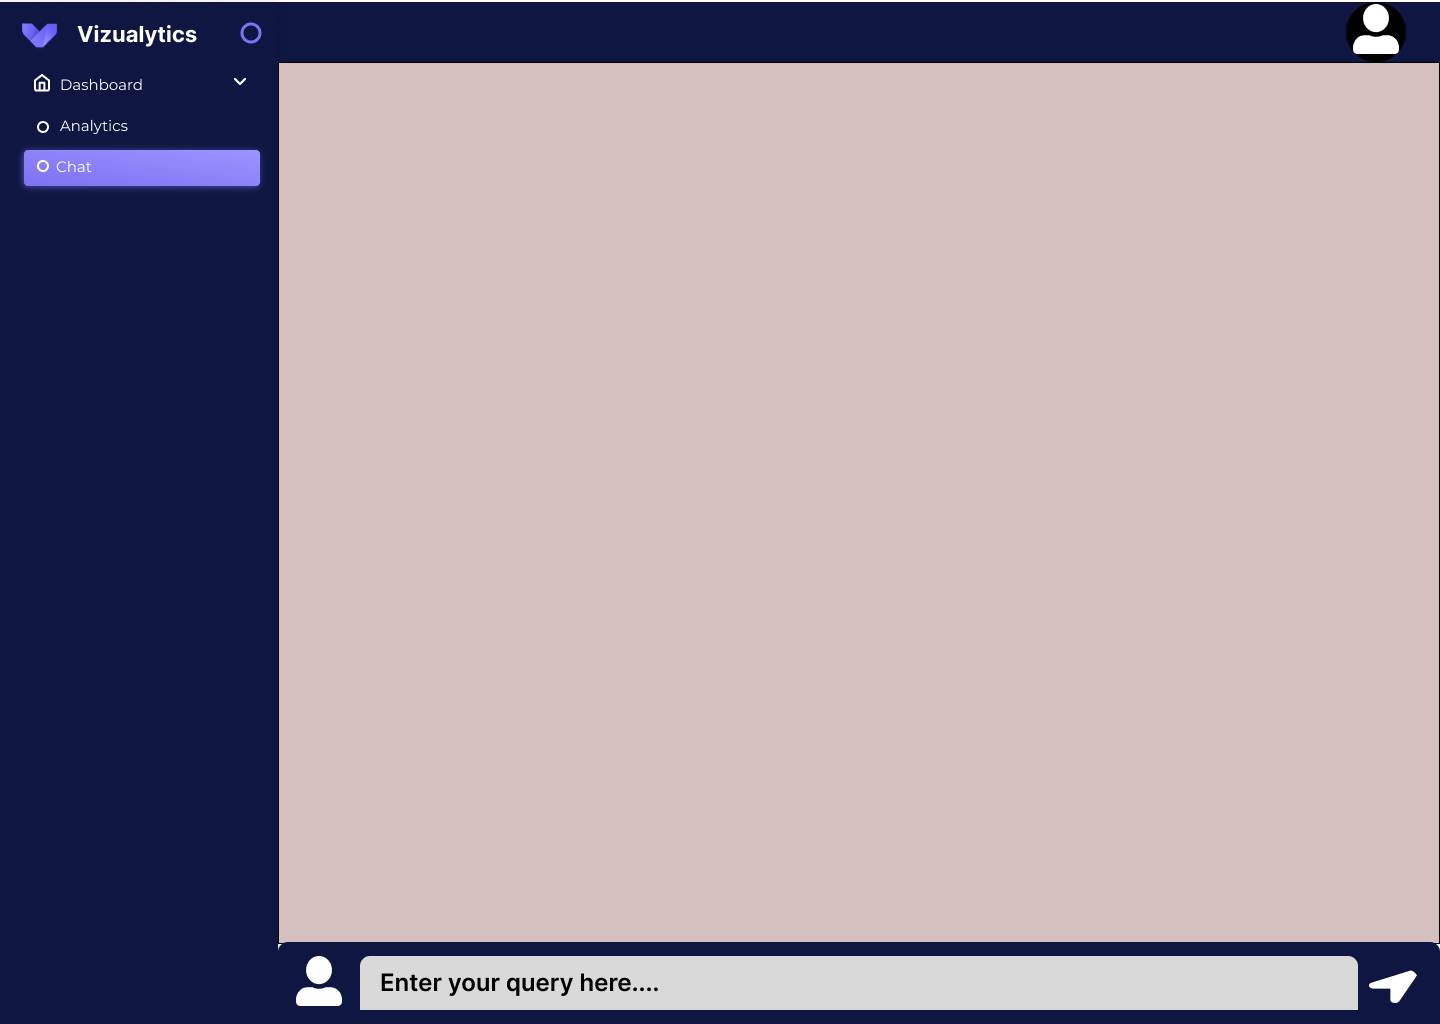 Vizualytics
Dashboard
Analytics
Chat
Enter your query here....